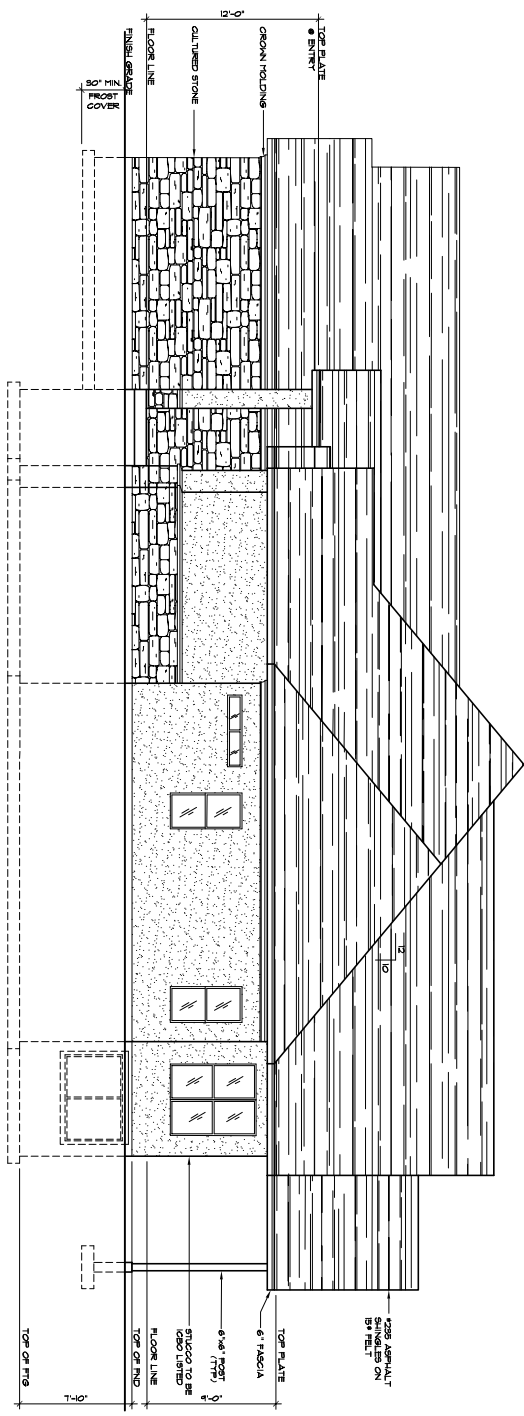 12'-0"
TOP PLATE
@ ENTRY
CROWN MOLDING
CULTURED STONE
FLOOR LINE
FINISH GRADE
30" MIN.
FROST
COVER
12
10
#235 ASPHALT
SHINGLES ON
15# FELT
TOP PLATE
6" FASCIA
6"x6" POST
(TYP.)
9'-0"
STUCCO TO BE
ICBO LISTED
FLOOR LINE
TOP OF FND
7'-10"
TOP OF FTG